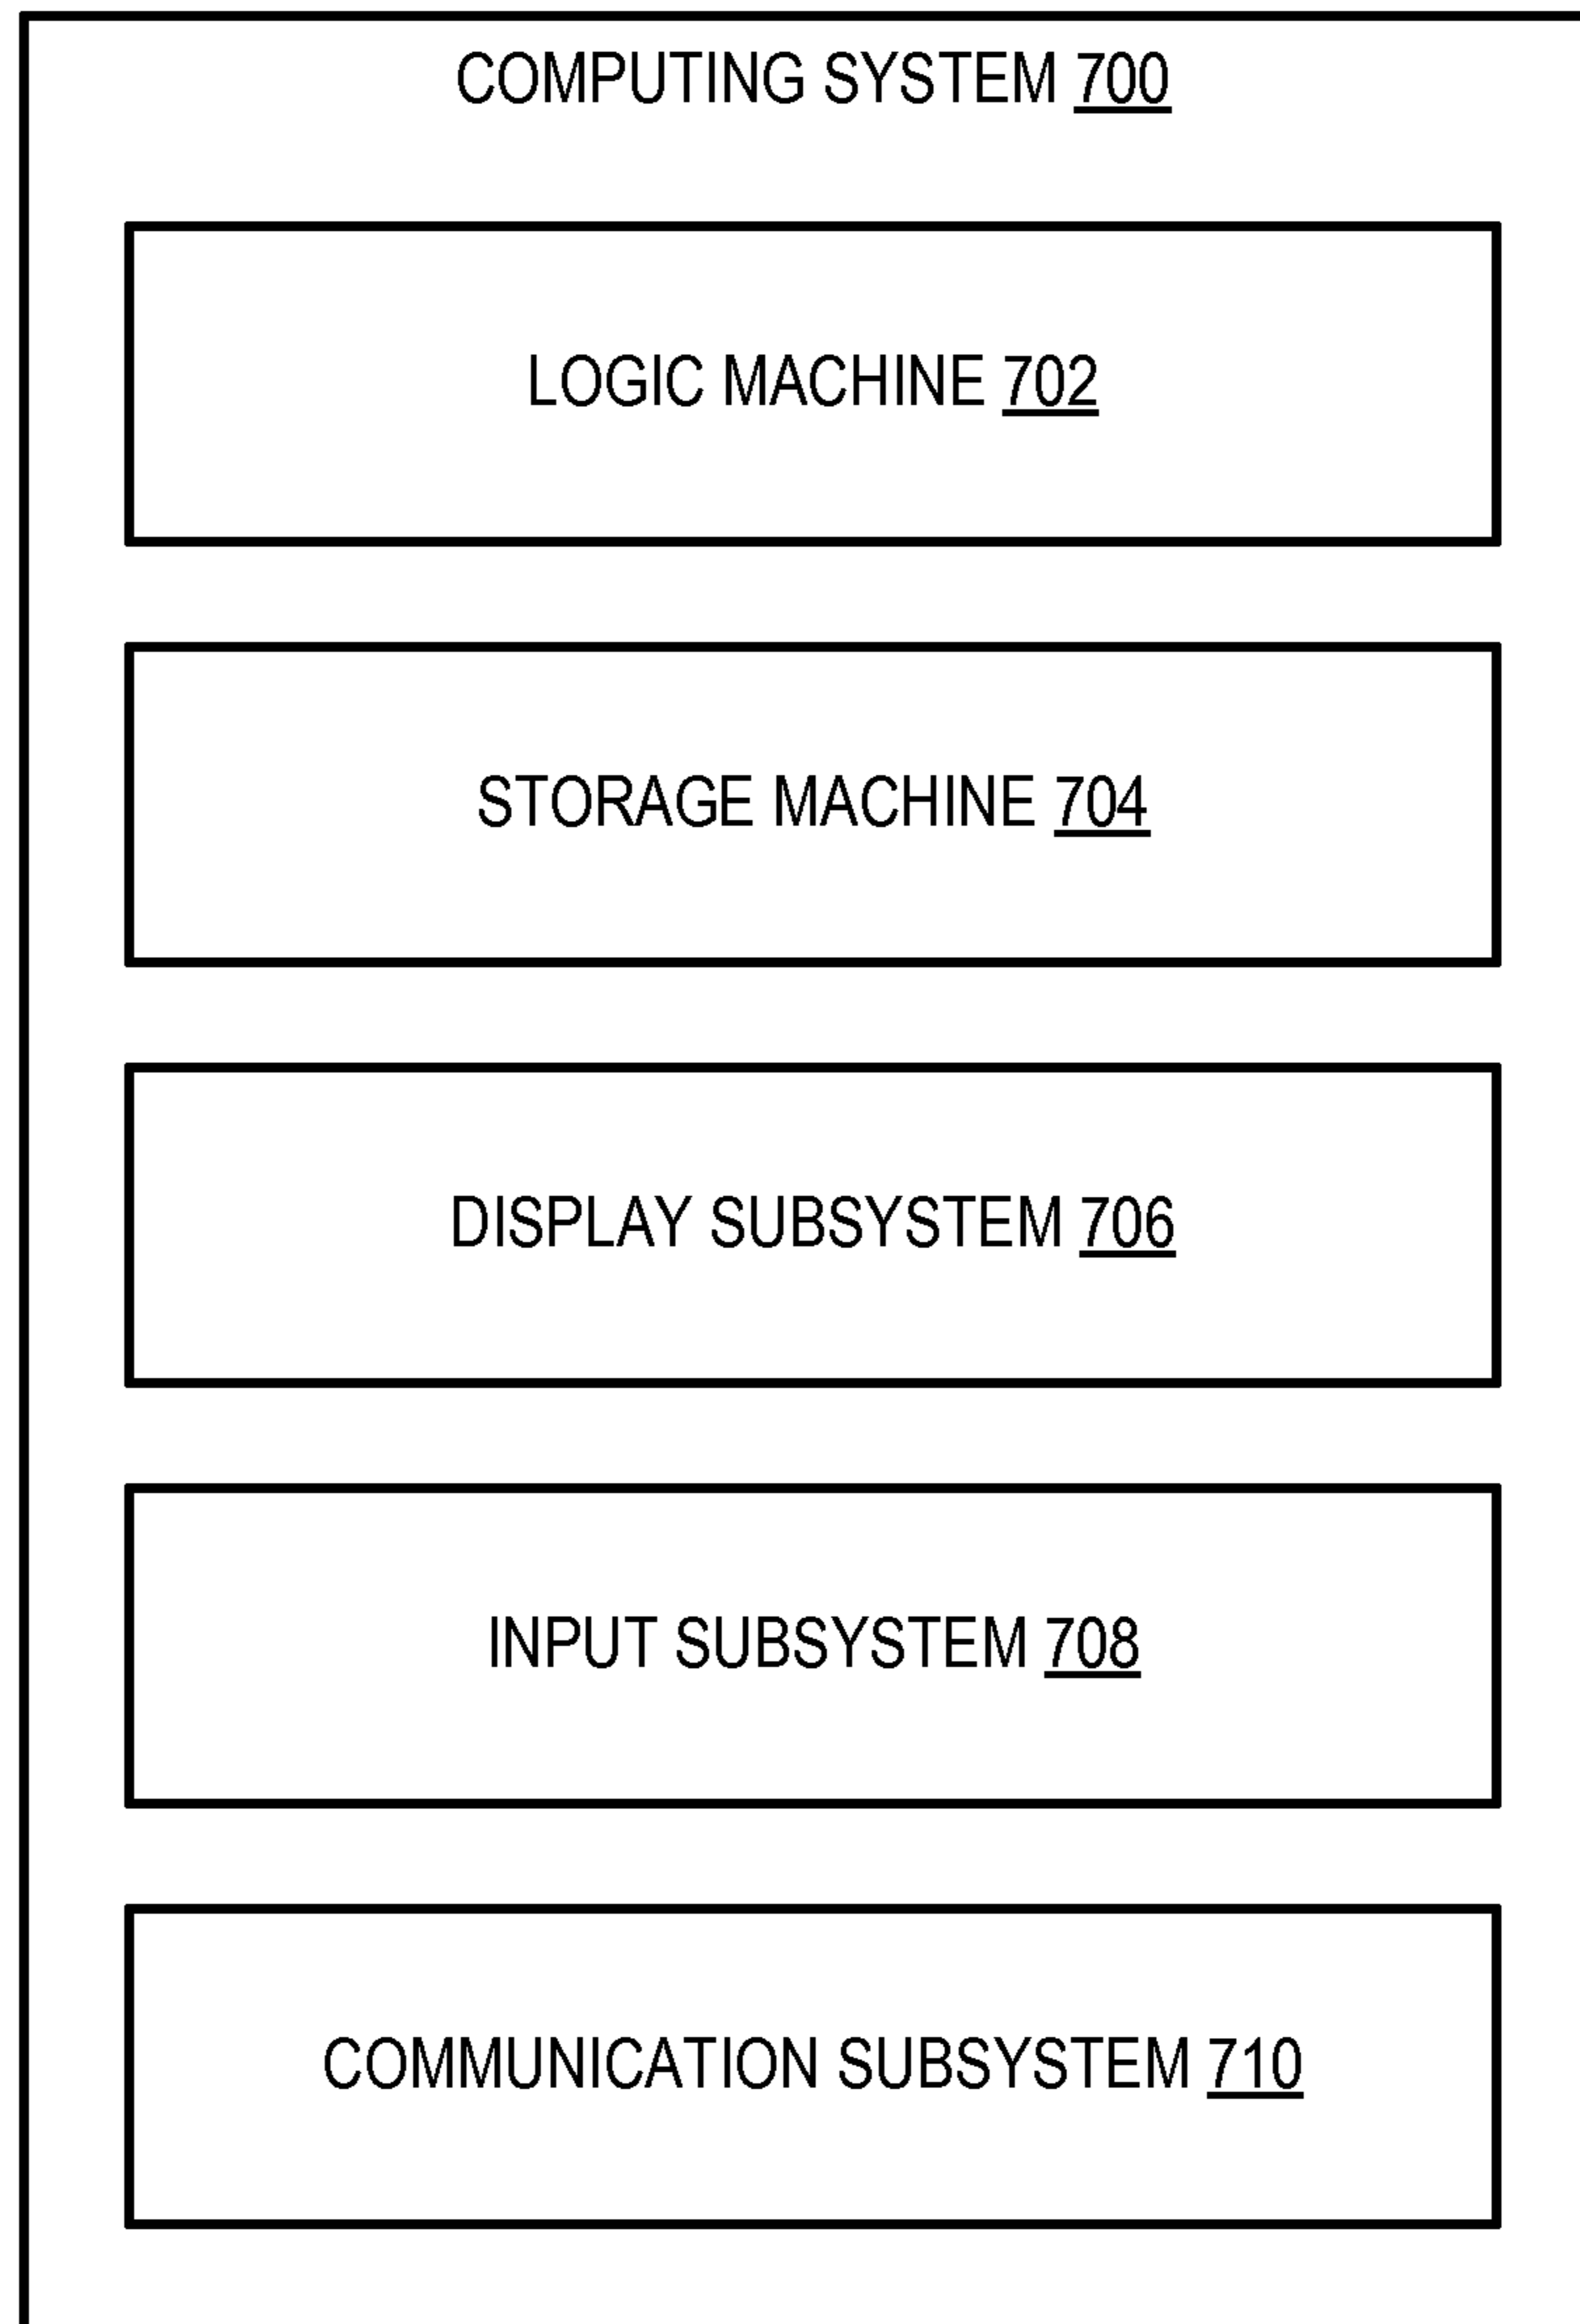 COMPUTING SYSTEM 700
LOGIC MACHINE 702
STORAGE MACHINE 704
DISPLAY SUBSYSTEM 706
INPUT SUBSYSTEM 708
COMMUNICATION SUBSYSTEM 710